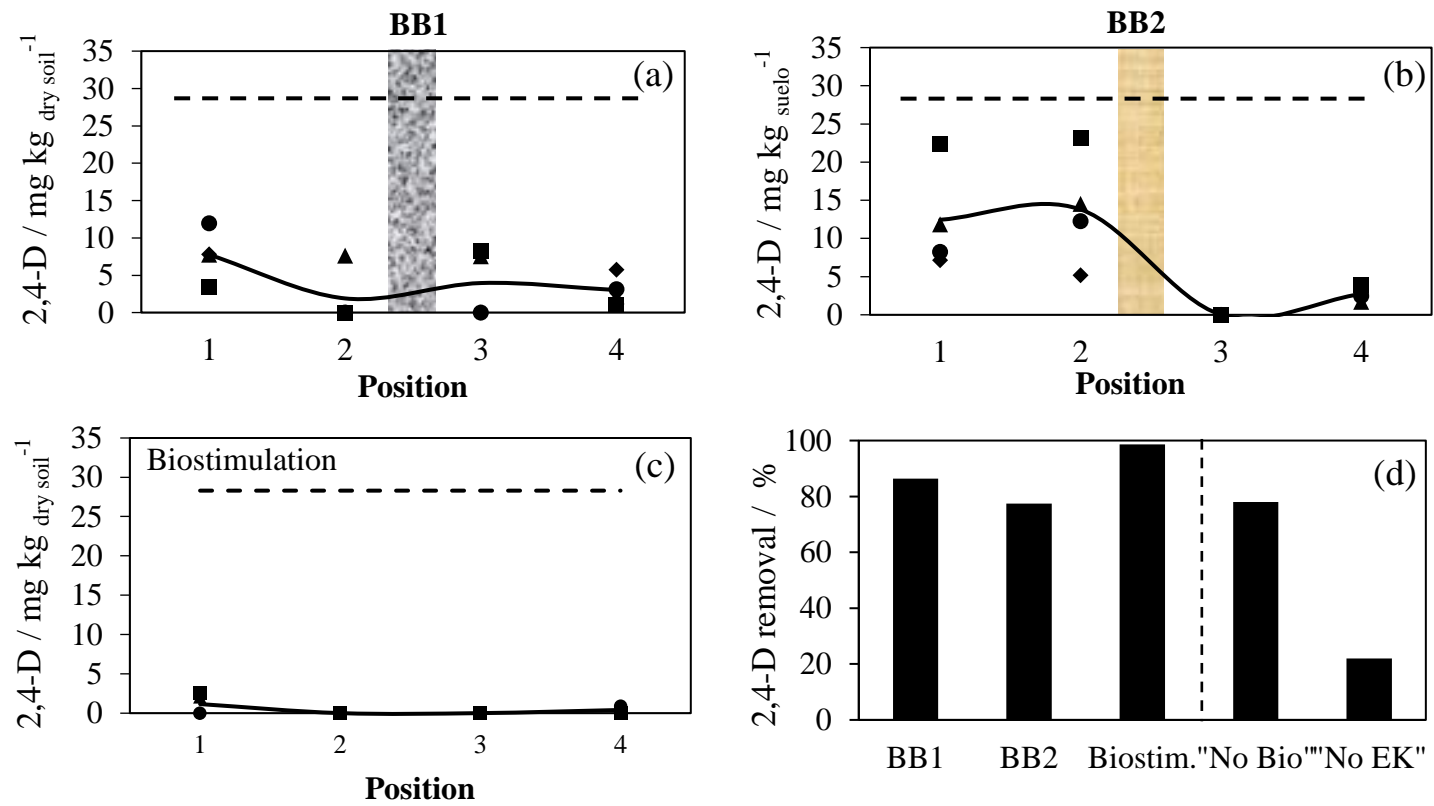 BB1
(a)
35
30
25
20
15
10
5
0
2,4-D / mg kg dry soil-1
1 2 3 4
Position
BB2
(b)
35
30
25
20
15
10
5
0
2,4-D / mg kg suelo-1
1 2 3 4
Position
Biostimulation
(c)
35
30
25
20
15
10
5
0
2,4-D / mg kg dry soil-1
1 2 3 4
Position
(d)
100
80
60
40
20
0
2,4-D removal / %
BB1 BB2 Biostim. "No Bio" "No EK"